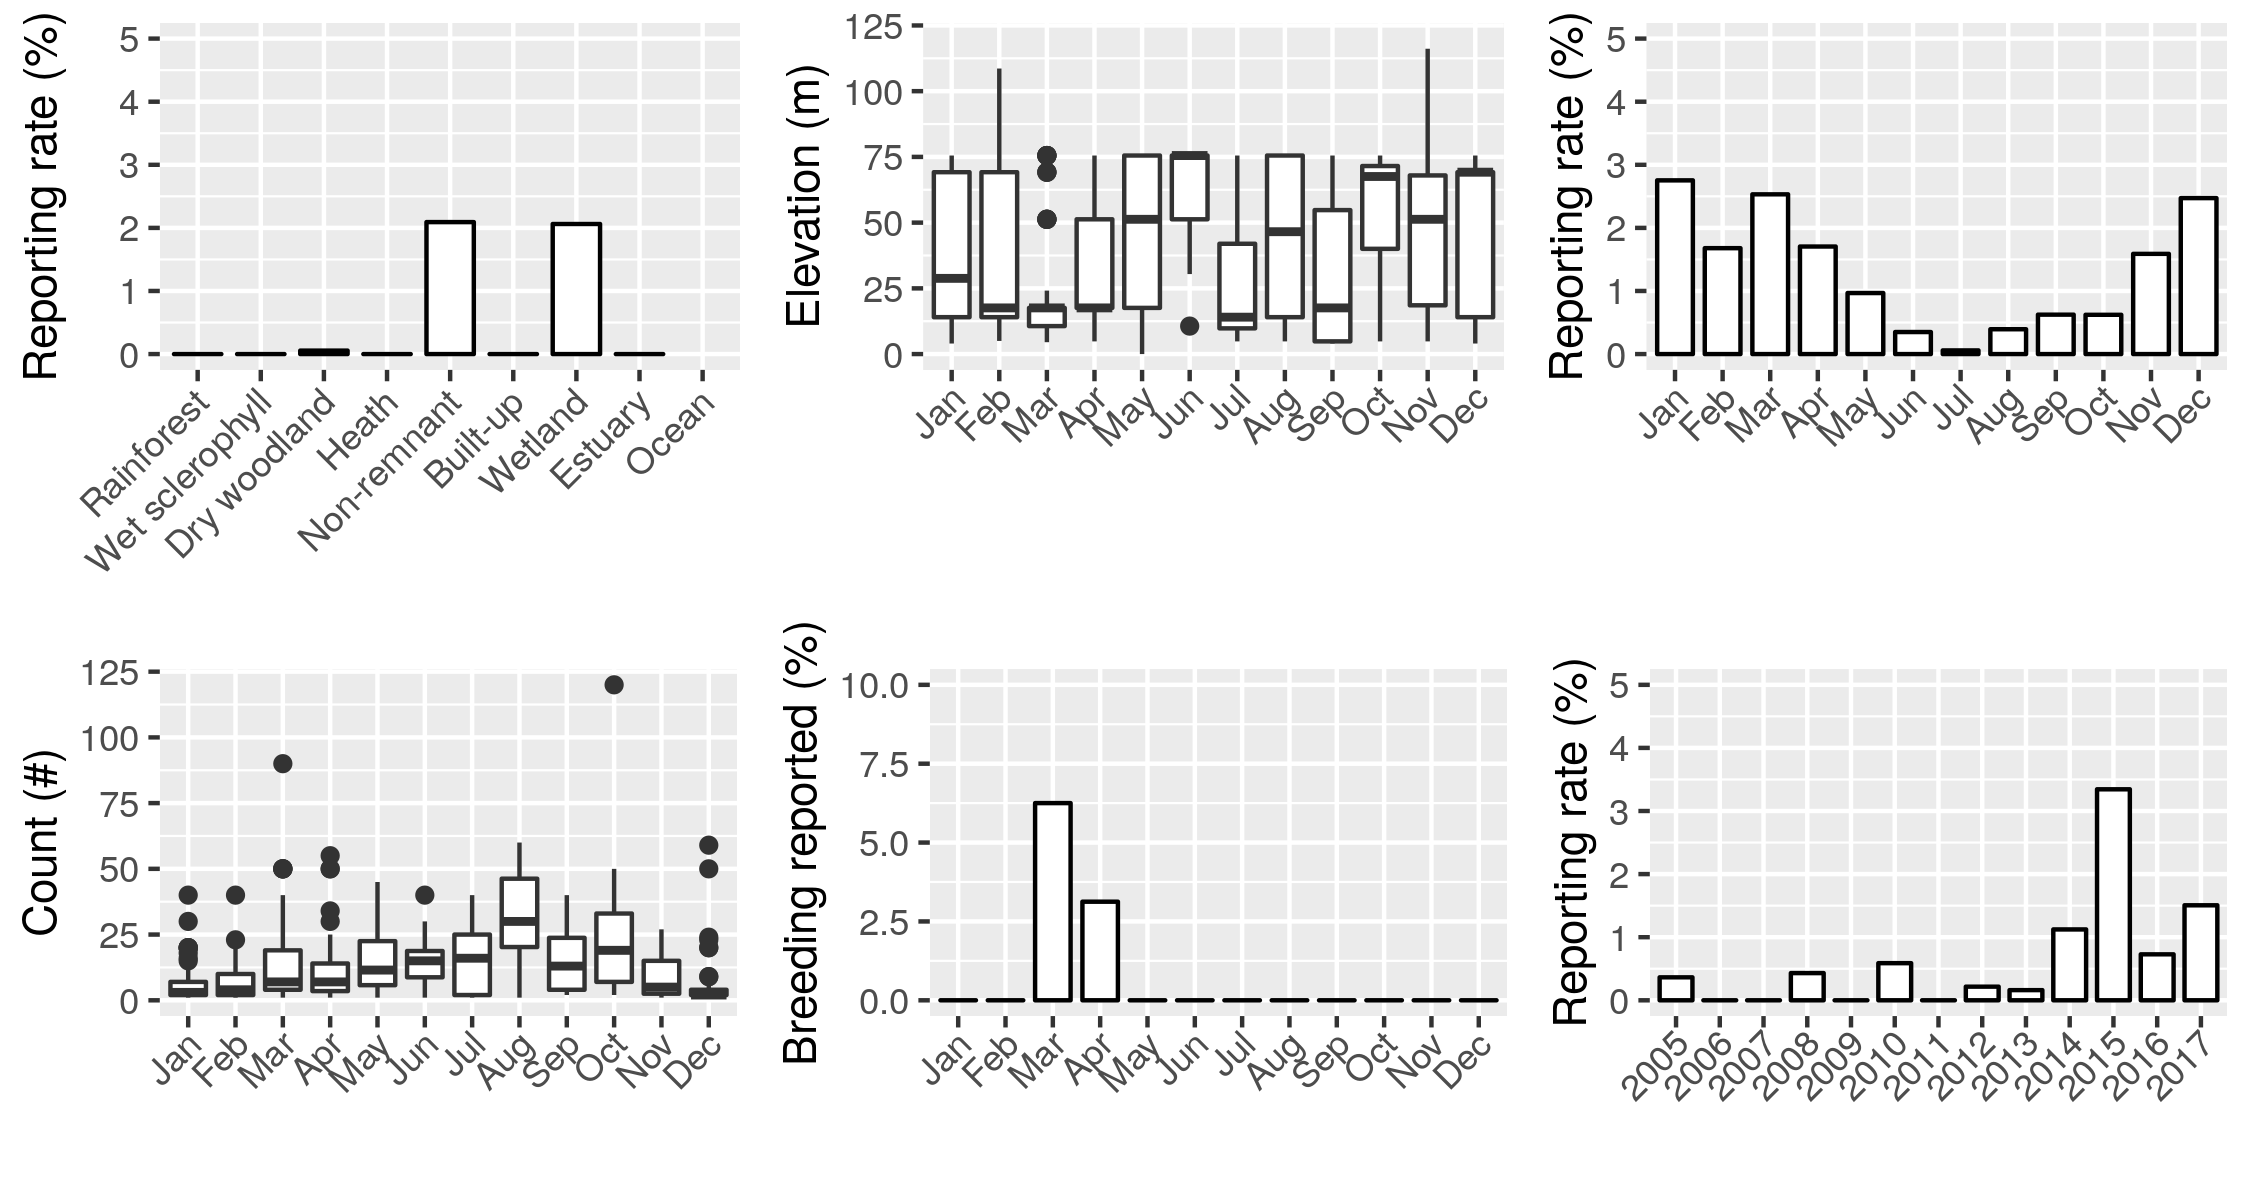 Reporting rate (%)
5
4
3
2
1
0
Rainforest
Wet sclerophyll
Dry woodland
Heath
Non-remnant
Built-up
Wetland
Estuary
Ocean
Elevation (m)
125
100
75
50
25
0
Jan Feb Mar Apr May Jun Jul Aug Sep Oct Nov Dec
Reporting rate (%)
5
4
3
2
1
0
Jan Feb Mar Apr May Jun Jul Aug Sep Oct Nov Dec
Count (#)
125
100
75
50
25
0
Jan Feb Mar Apr May Jun Jul Aug Sep Oct Nov Dec
Breeding reported (%)
10.0
7.5
5.0
2.5
0.0
Jan Feb Mar Apr May Jun Jul Aug Sep Oct Nov Dec
Reporting rate (%)
5
4
3
2
1
0
2005 2006 2007 2008 2009 2010 2011 2012 2013 2014 2015 2016 2017